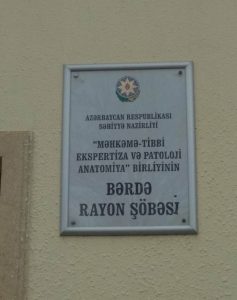 AZƏRBAYCAN RESPUBLİKASI
SƏHİYYƏ NAZİRLİYİ
"MƏHKƏMƏ-TİBBİ
EKSPERTİZA VƏ PATOLOJİ
ANATOMİYA" BİRLİYİNİN
BƏRDƏ
RAYON ŞÖBƏSİ